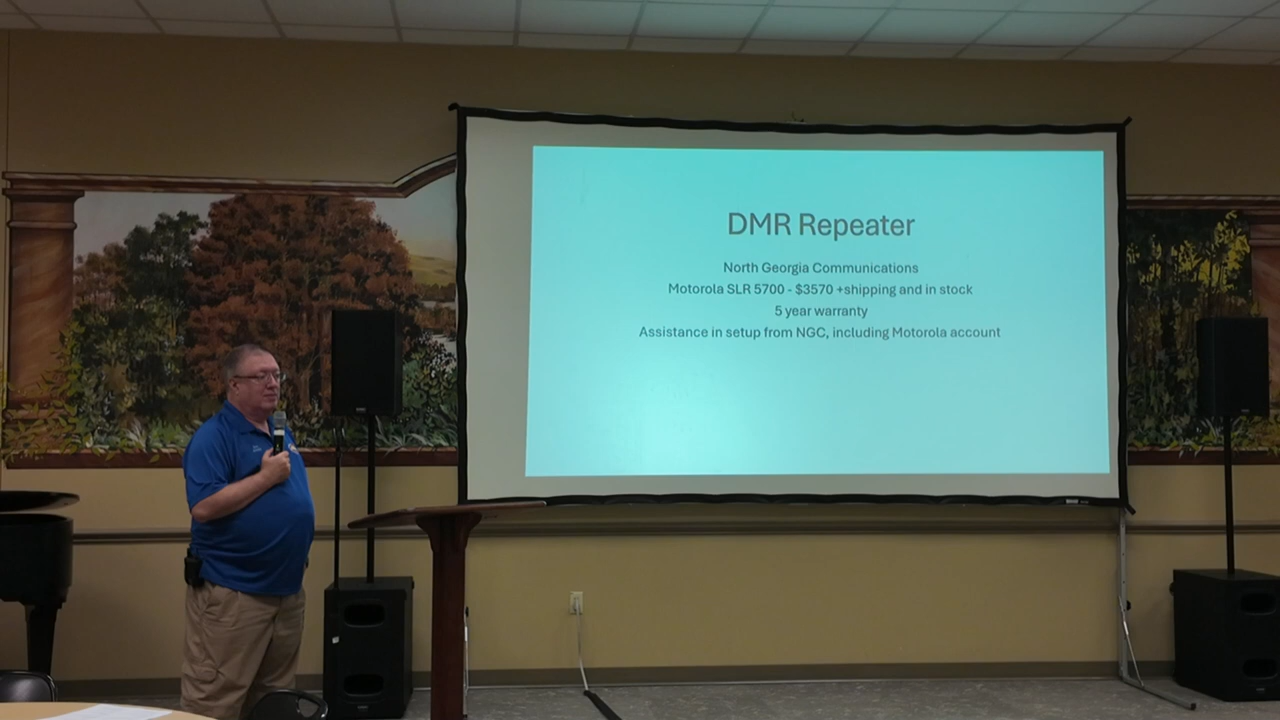 DMR Repeater
North Georgia Communications
Motorola SLR 5700 - $3570 +shipping and in stock
5 year warranty
Assistance in setup from NGC, including Motorola account